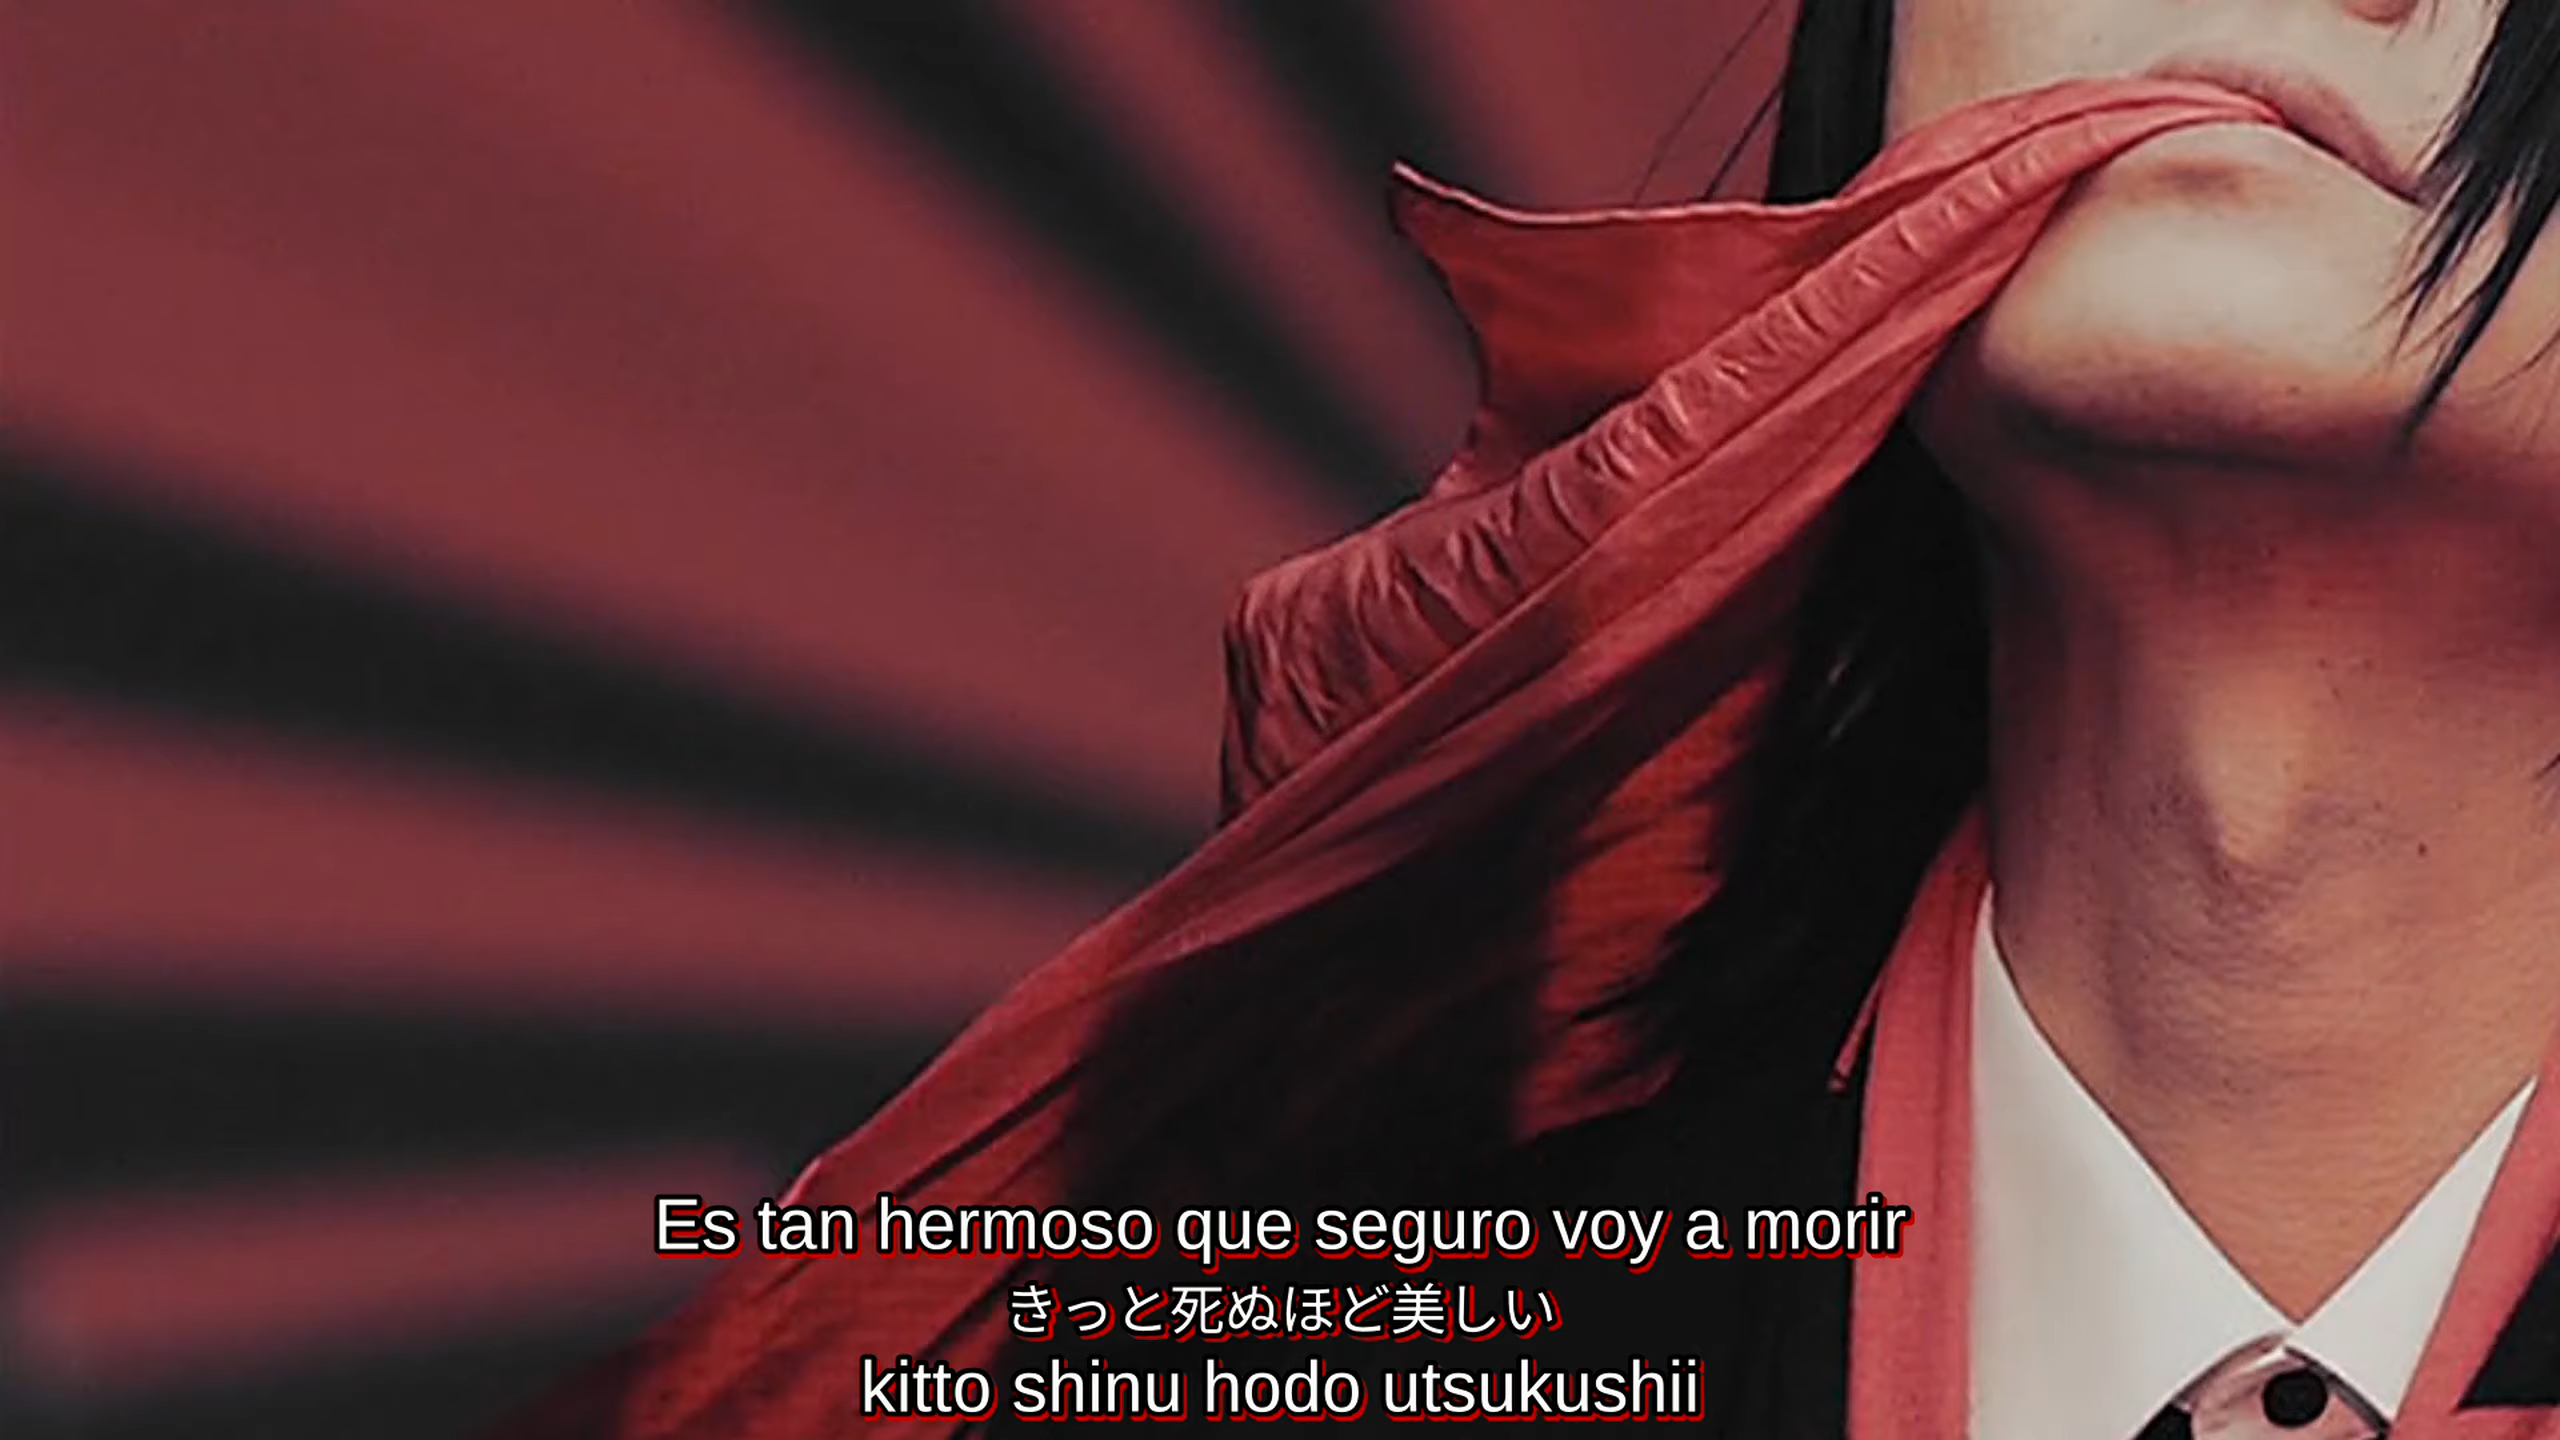 Es tan hermoso que seguro voy a morir
きっと死ぬほど美しい
kitto shinu hodo utsukushii